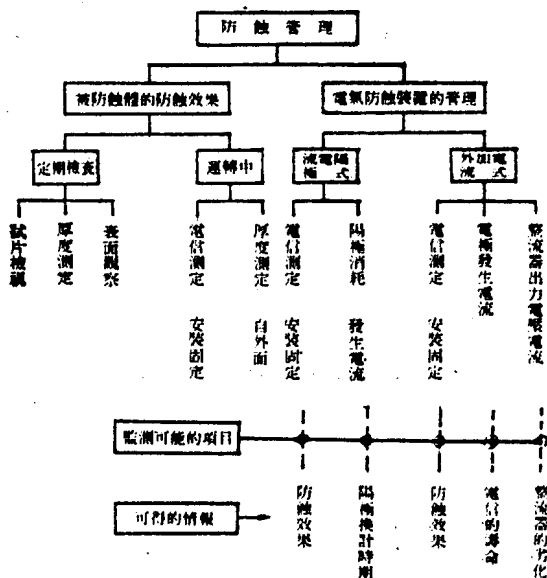 防蝕管理
被防蝕體的防蝕效果
電氣防蝕裝置的管理
定期檢查
運轉中
流電陽極式
外加電流式
試片檢視
厚度測定
表面觀察
電信測定 安裝固定
厚度測定 自外面
電信測定 安裝固定
陽極消耗 發生電流
電信測定 安裝固定
電極發生電流
整流器出力電壓電流
監測可能的項目
可得的情報
防蝕效果
陽極換計時期
防蝕效果
電信的壽命
整流器的劣化